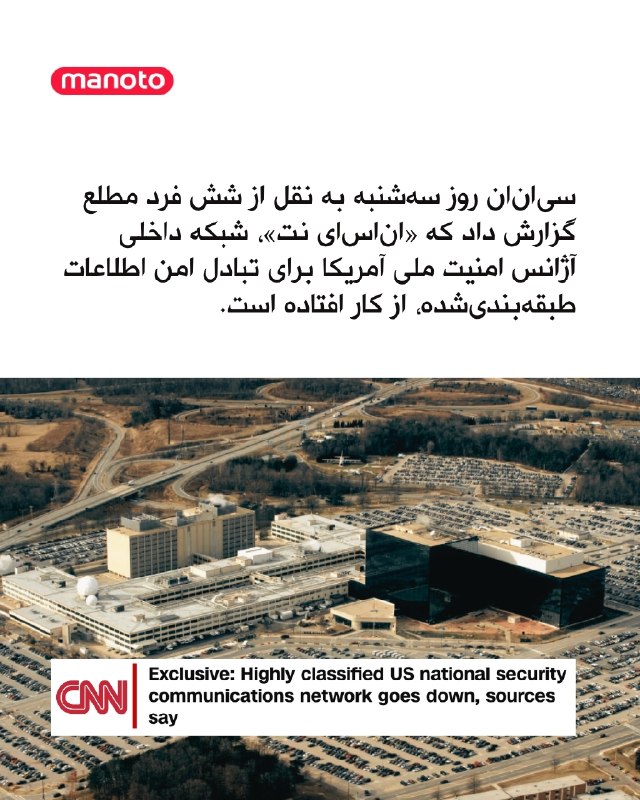 manoto
سی‌ان‌ان روز سه‌شنبه به نقل از شش فرد مطلع
گزارش داد که «ان‌اس‌ای نت»، شبکه داخلی
آژانس امنیت ملی آمریکا برای تبادل امن اطلاعات
طبقه‌بندی‌شده، از کار افتاده است.
CNN
Exclusive: Highly classified US national security
communications network goes down, sources
say